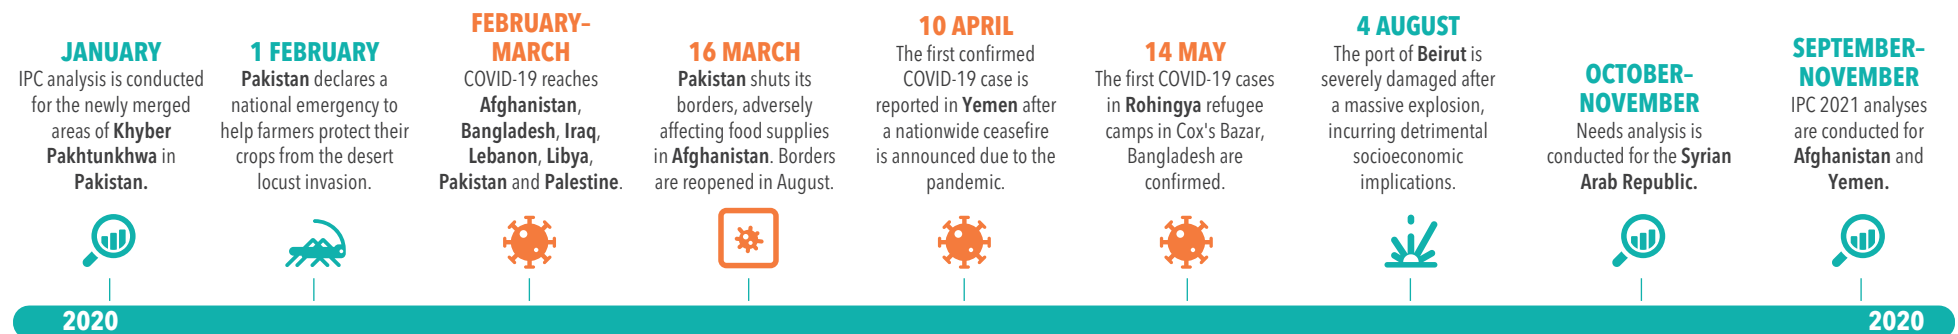 JANUARY
IPC analysis is conducted
for the newly merged
areas of Khyber
Pakhtunkhwa in
Pakistan.
1 FEBRUARY
Pakistan declares a
national emergency to
help farmers protect their
crops from the desert
locust invasion.
FEBRUARY–
MARCH
COVID-19 reaches
Afghanistan,
Bangladesh, Iraq,
Lebanon, Libya,
Pakistan and Palestine.
16 MARCH
Pakistan shuts its
borders, adversely
affecting food supplies
in Afghanistan. Borders
are reopened in August.
10 APRIL
The first confirmed
COVID-19 case is
reported in Yemen after
a nationwide ceasefire
is announced due to the
pandemic.
14 MAY
The first COVID-19 cases
in Rohingya refugee
camps in Cox's Bazar,
Bangladesh are
confirmed.
4 AUGUST
The port of Beirut is
severely damaged after
a massive explosion,
incurring detrimental
socioeconomic
implications.
OCTOBER–
NOVEMBER
Needs analysis is
conducted for the Syrian
Arab Republic.
SEPTEMBER–
NOVEMBER
IPC 2021 analyses
are conducted for
Afghanistan and
Yemen.
2020
2020